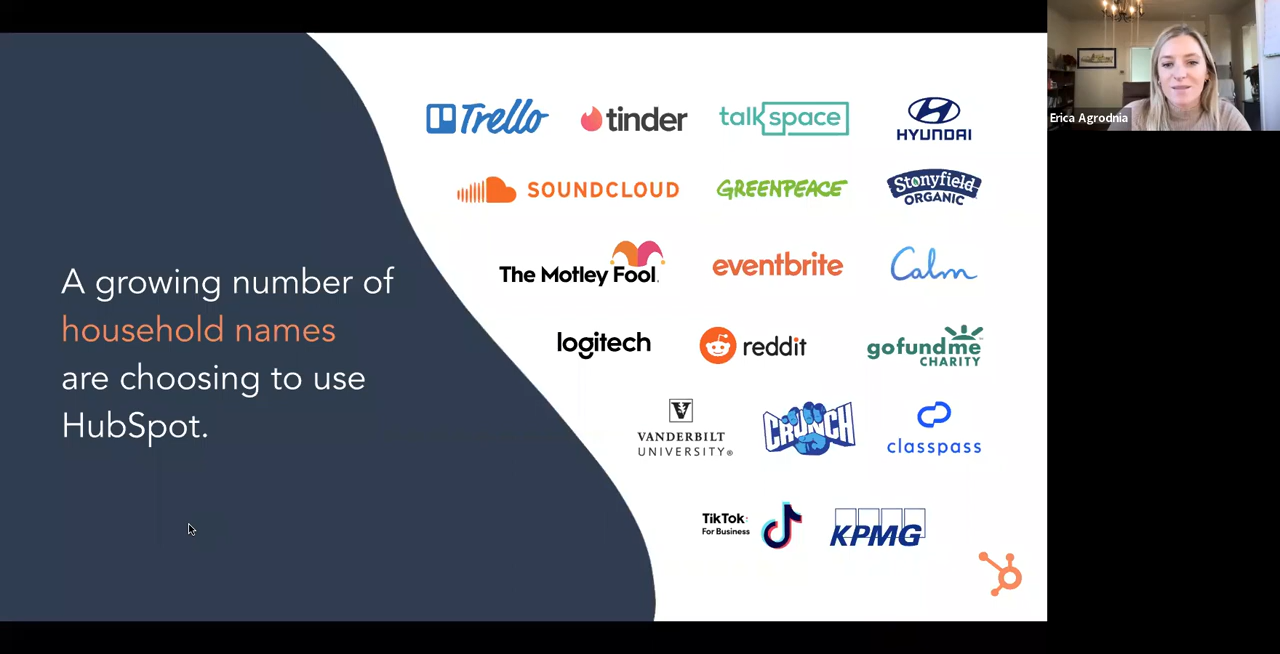 Trello
tinder
talkspace
HYUNDAI
SOUNDCLOUD
GREENPEACE
Stonyfield
ORGANIC
The Motley Fool.
eventbrite
Calm
logitech
reddit
gofundme
CHARITY
A growing number of
household names
are choosing to use
HubSpot.
VANDERBILT
UNIVERSITY®
CRUNCH
classpass
TikTok:
For Business
KPMG
Erica Agrodnia